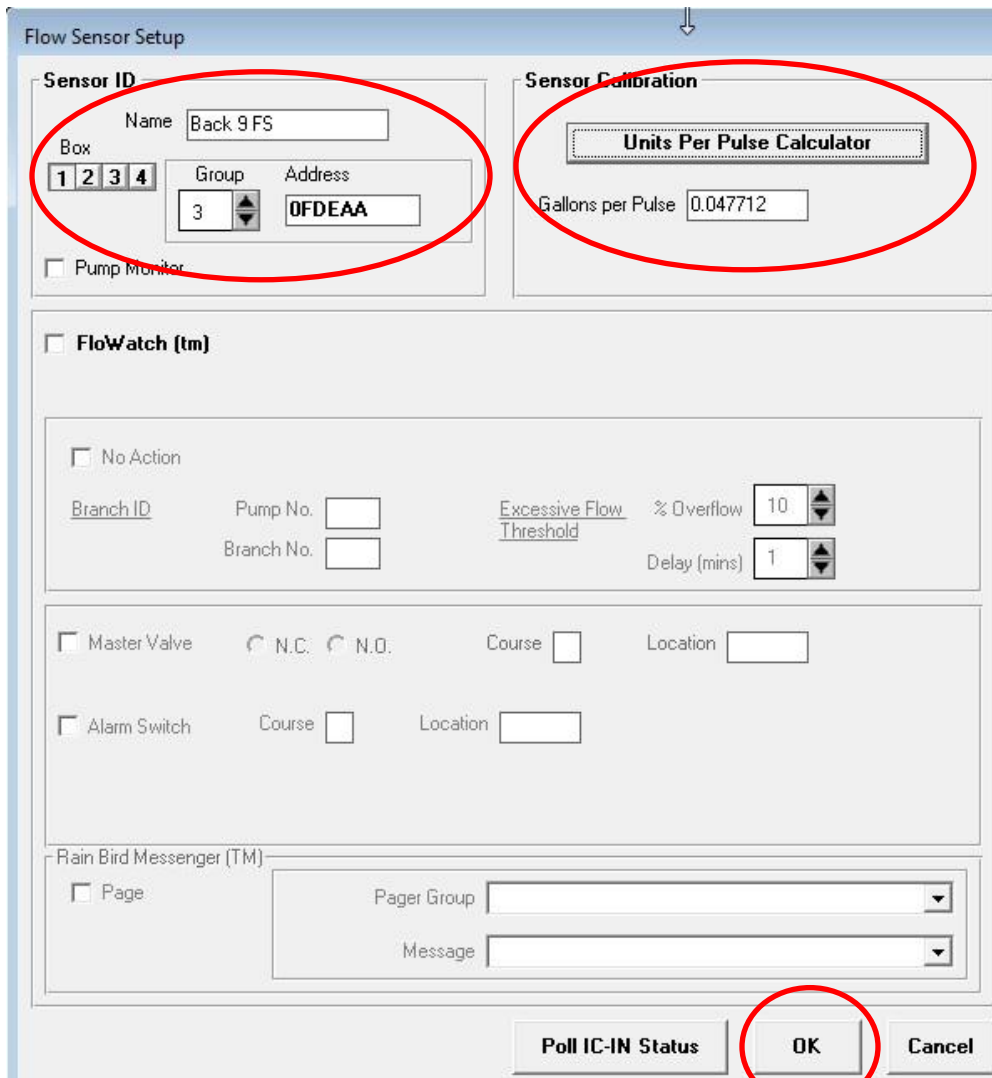 Flow Sensor Setup
Sensor ID
Name Back 9 FS
Box
1 2 3 4
Group Address
3 0FDEAA
Pump Monitor
Sensor Calibration
Units Per Pulse Calculator
Gallons per Pulse 0.047712
FloWatch (tm)
No Action
Branch ID Pump No.
Branch No.
Excessive Flow
Threshold
% Overflow 10
Delay (mins) 1
Master Valve N.C. N.O. Course Location
Alarm Switch Course Location
Rain Bird Messenger (TM)
Page
Pager Group
Message
Poll IC-IN Status OK Cancel